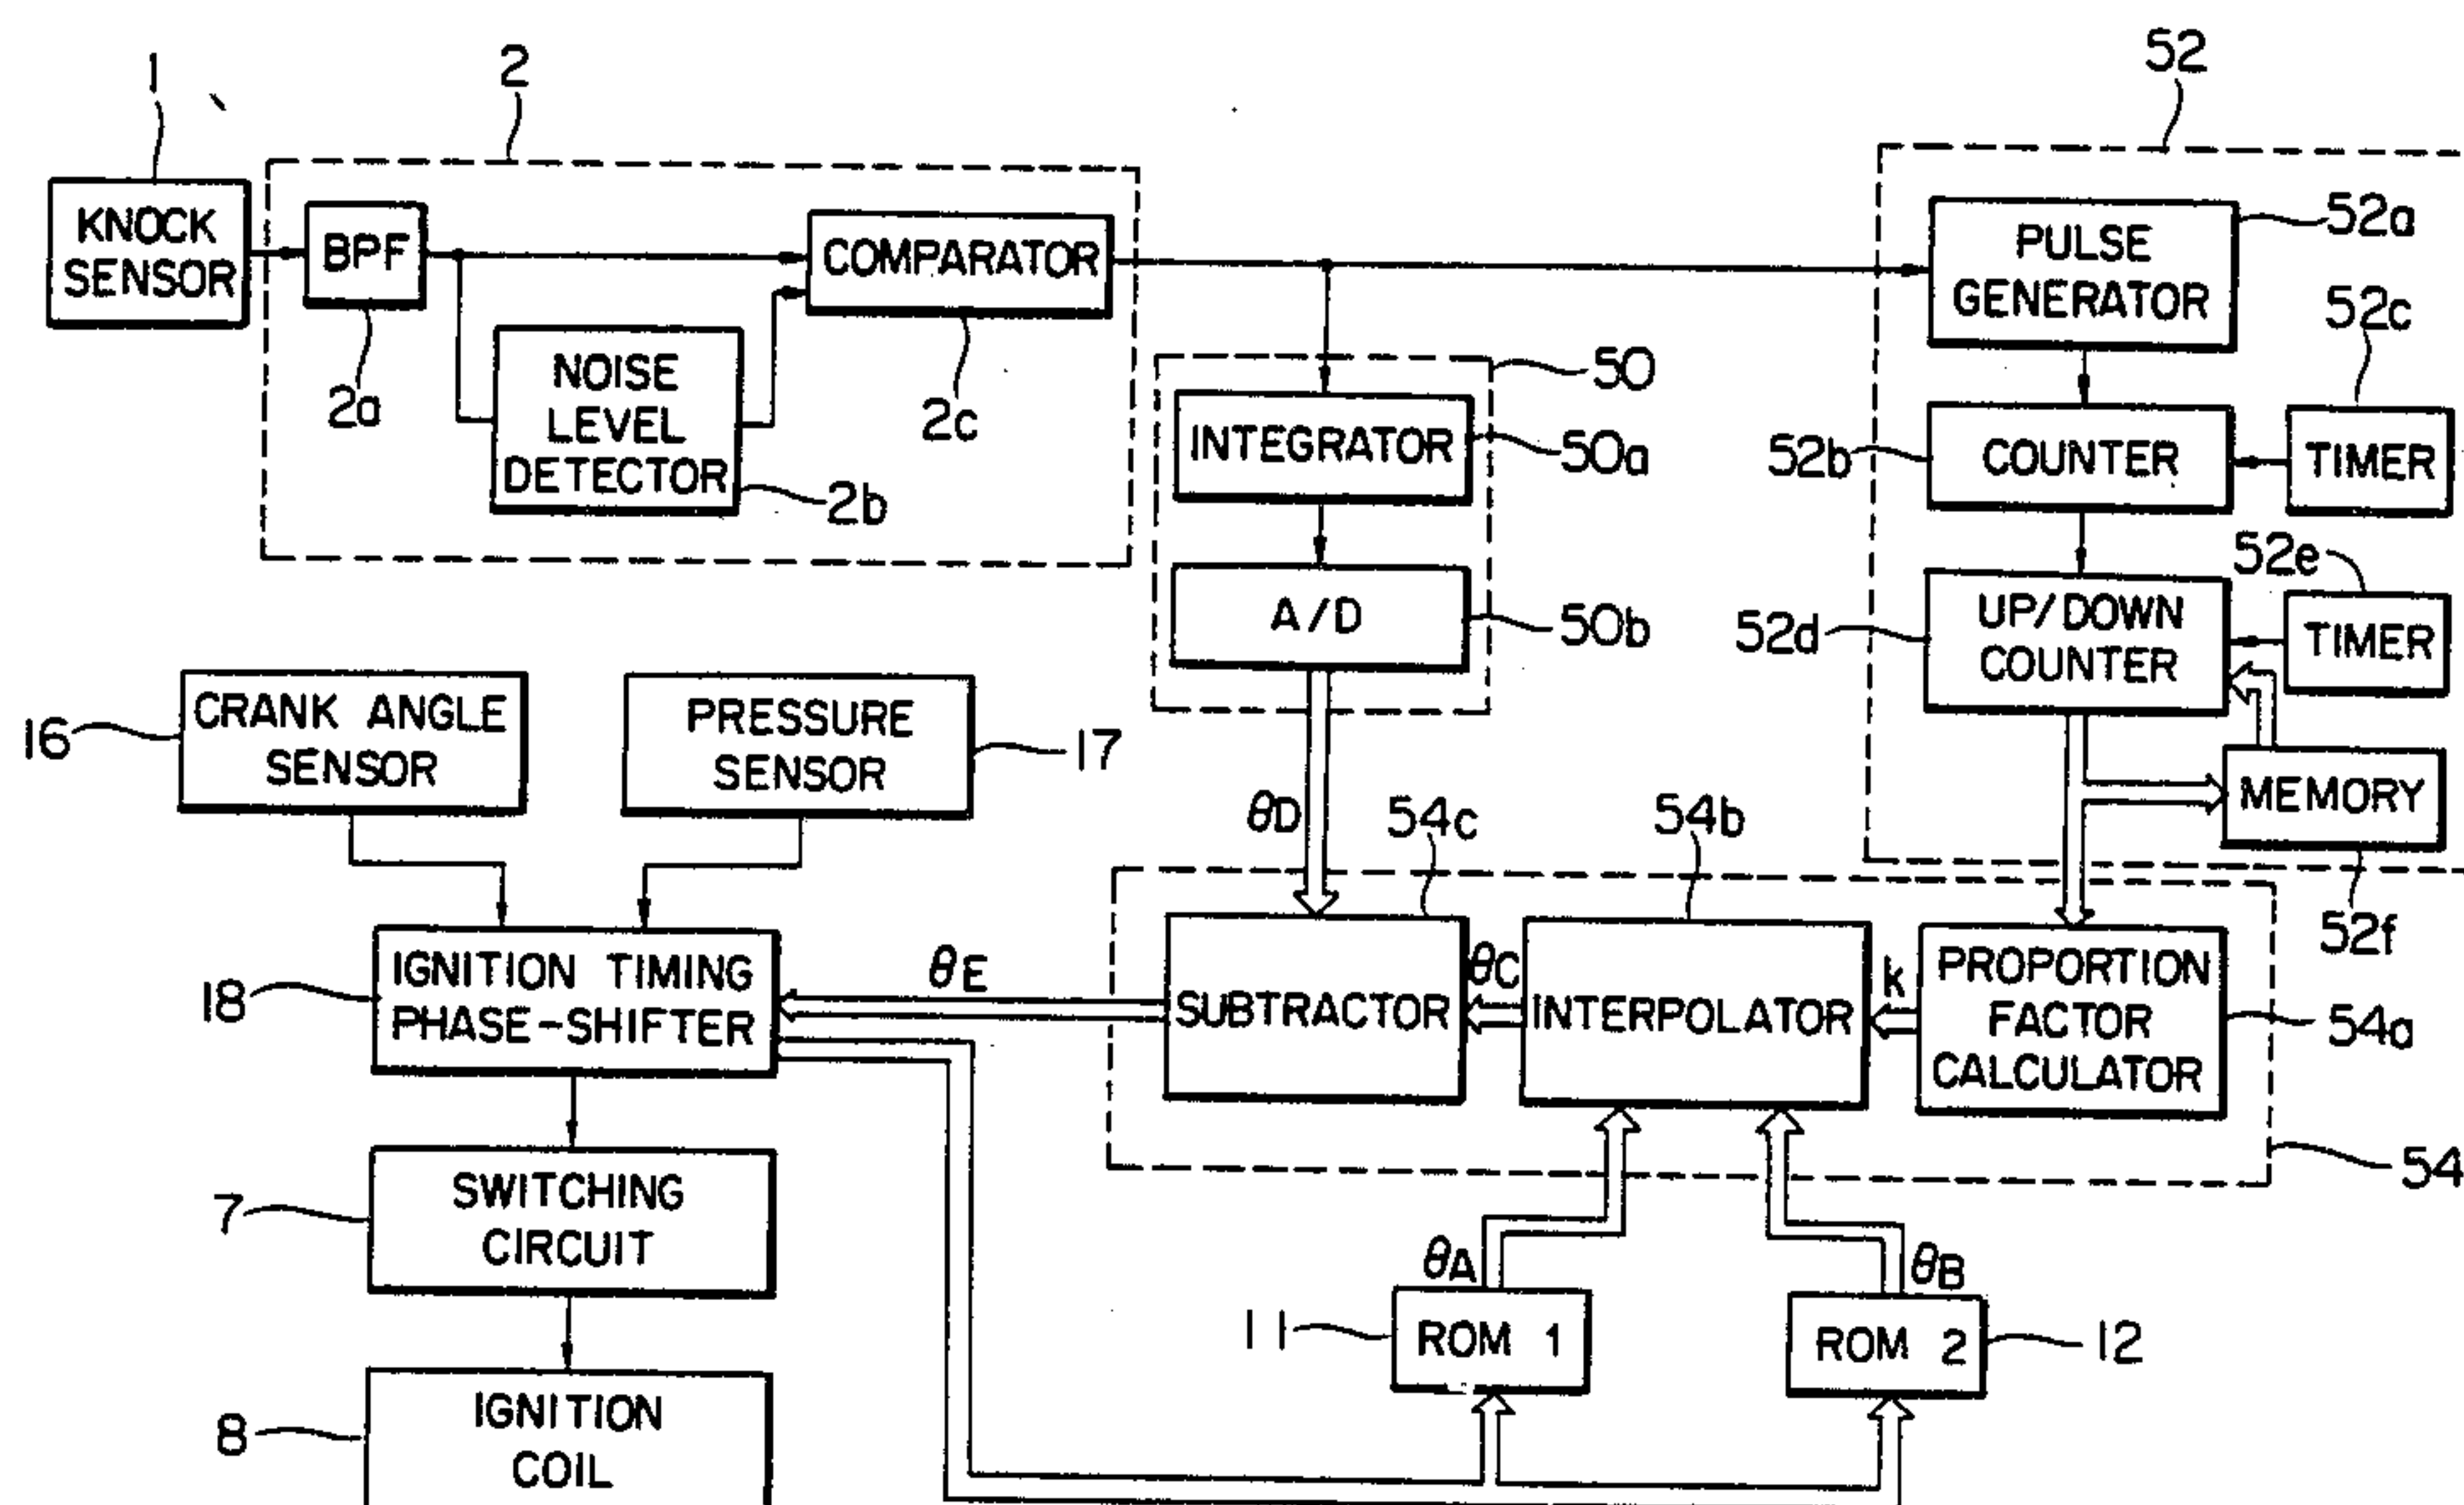 1
2
52
KNOCK
SENSOR
BPF
COMPARATOR
PULSE
GENERATOR
52a
52c
2a
NOISE
LEVEL
DETECTOR
2b
2c
50
INTEGRATOR
50a
52b
COUNTER
TIMER
A/D
50b
52e
52d
UP/DOWN
COUNTER
TIMER
16
CRANK ANGLE
SENSOR
PRESSURE
SENSOR
17
MEMORY
52f
θD
54c
54b
18
IGNITION TIMING
PHASE-SHIFTER
θE
SUBTRACTOR
θC
INTERPOLATOR
k
PROPORTION
FACTOR
CALCULATOR
54a
54
7
SWITCHING
CIRCUIT
θA
θB
11
ROM 1
ROM 2
12
8
IGNITION
COIL